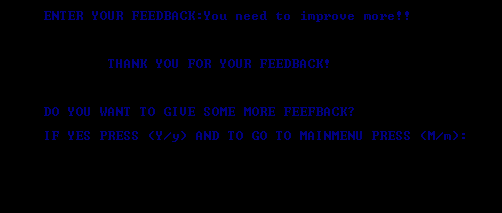 ENTER YOUR FEEDBACK:You need to improve more!!
THANK YOU FOR YOUR FEEDBACK!
DO YOU WANT TO GIVE SOME MORE FEEFBACK?
IF YES PRESS (Y/y) AND TO GO TO MAINMENU PRESS (M/m):